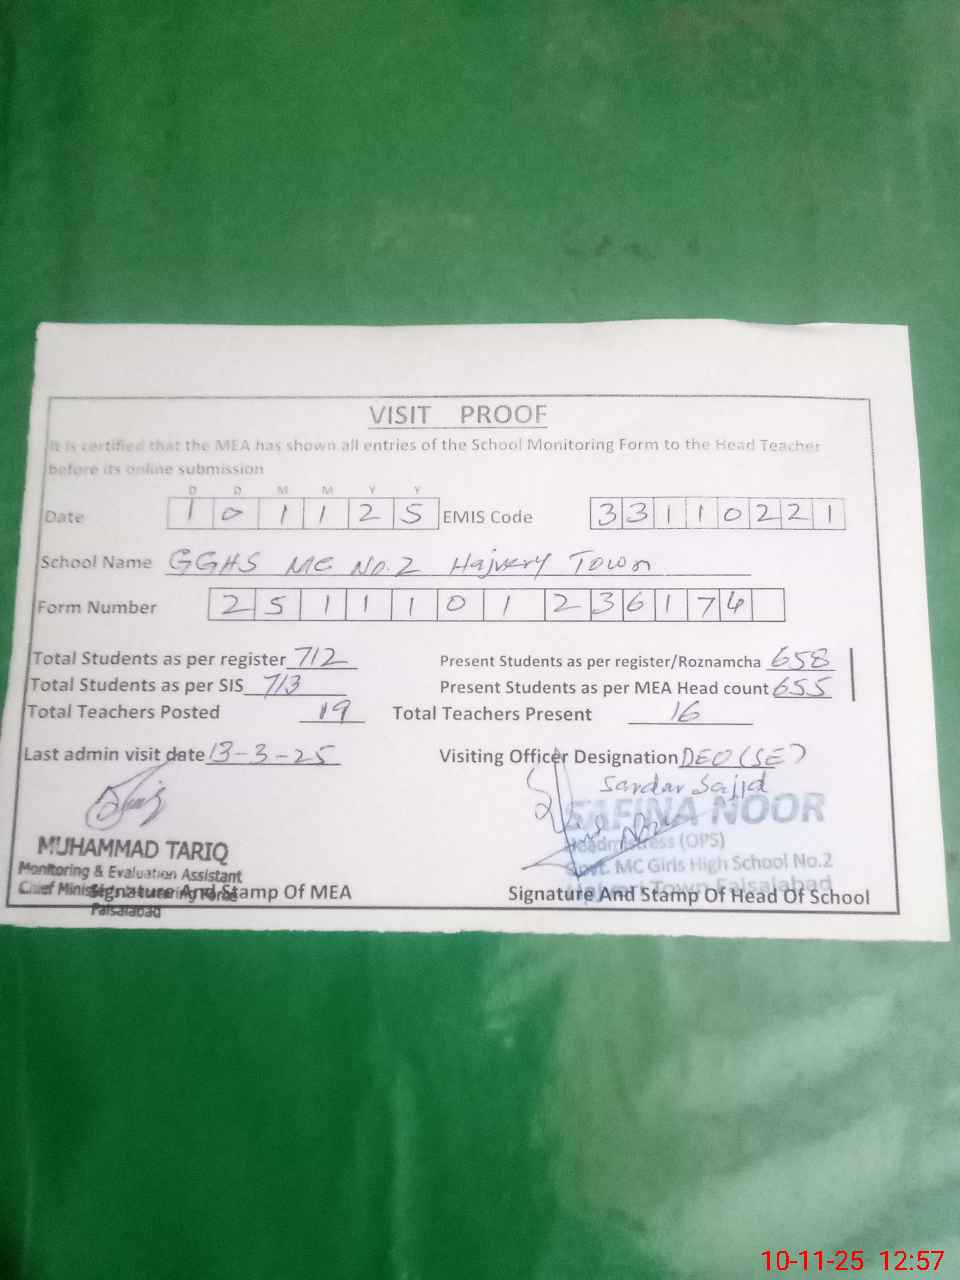 VISIT PROOF
It is certified that the MEA has shown all entries of the School Monitoring Form to the Head Teacher
before its online submission
D D M M Y Y
Date 1 0 1 1 2 5 EMIS Code 3 3 1 1 0 2 2 1
School Name GGHS MC No.2 Hajvery Town
Form Number 2 5 1 1 1 0 1 2 3 6 1 7 4
Total Students as per register 712 Present Students as per register/Roznamcha 658
Total Students as per SIS 713 Present Students as per MEA Head count 655
Total Teachers Posted 19 Total Teachers Present 16
Last admin visit date 13-3-25 Visiting Officer Designation DEO (SE)
Sardar Sajid
SAFINA NOOR
MUHAMMAD TARIQ Headmistress (OPS)
Monitoring & Evaluation Assistant Govt. MC Girls High School No.2
Chief Minister's Monitoring Force Hajvery Town Faisalabad
Signature And Stamp Of MEA Signature And Stamp Of Head Of School
Faisalabad
10-11-25 12:57